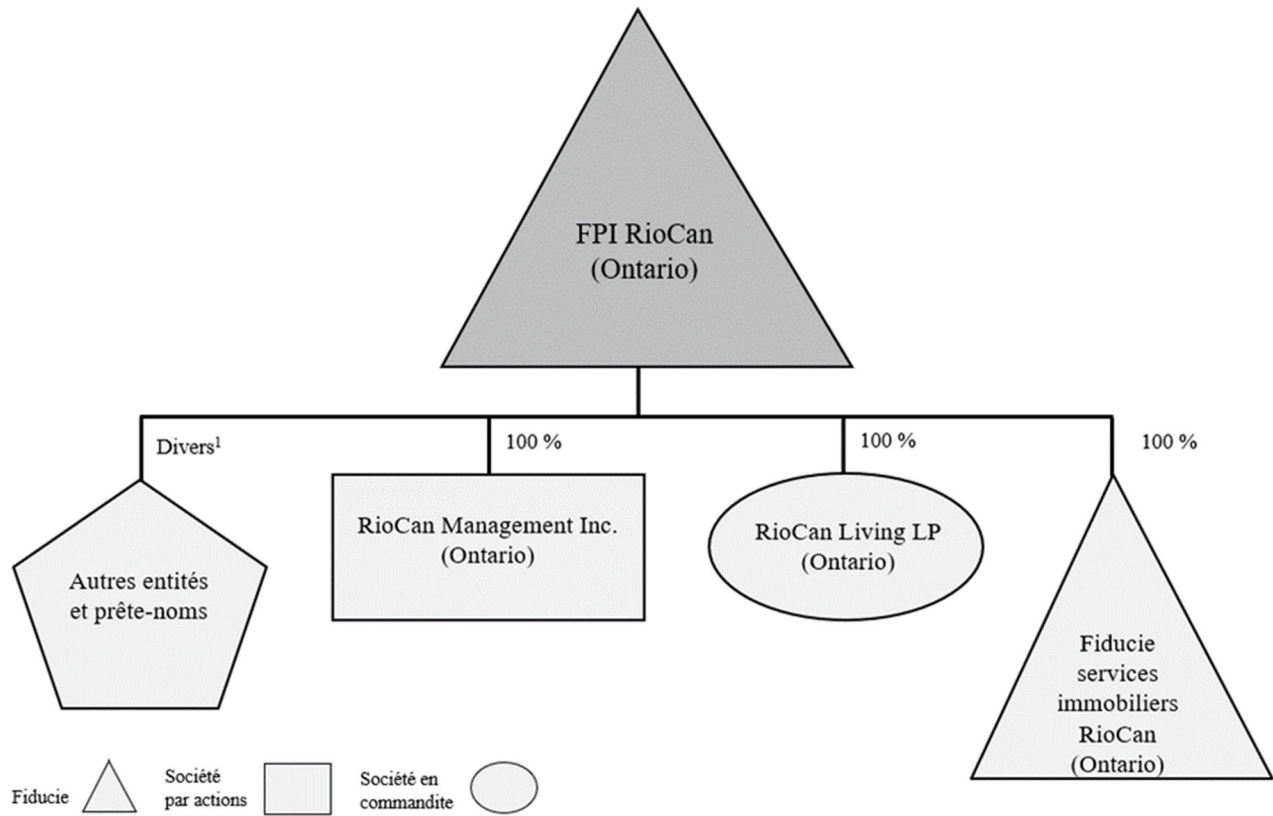 FPI RioCan
(Ontario)
Divers¹
100 %
100 %
100 %
Autres entités
et prête-noms
RioCan Management Inc.
(Ontario)
RioCan Living LP
(Ontario)
Fiducie
services
immobiliers
RioCan
(Ontario)
Fiducie
Société
par actions
Société en
commandite